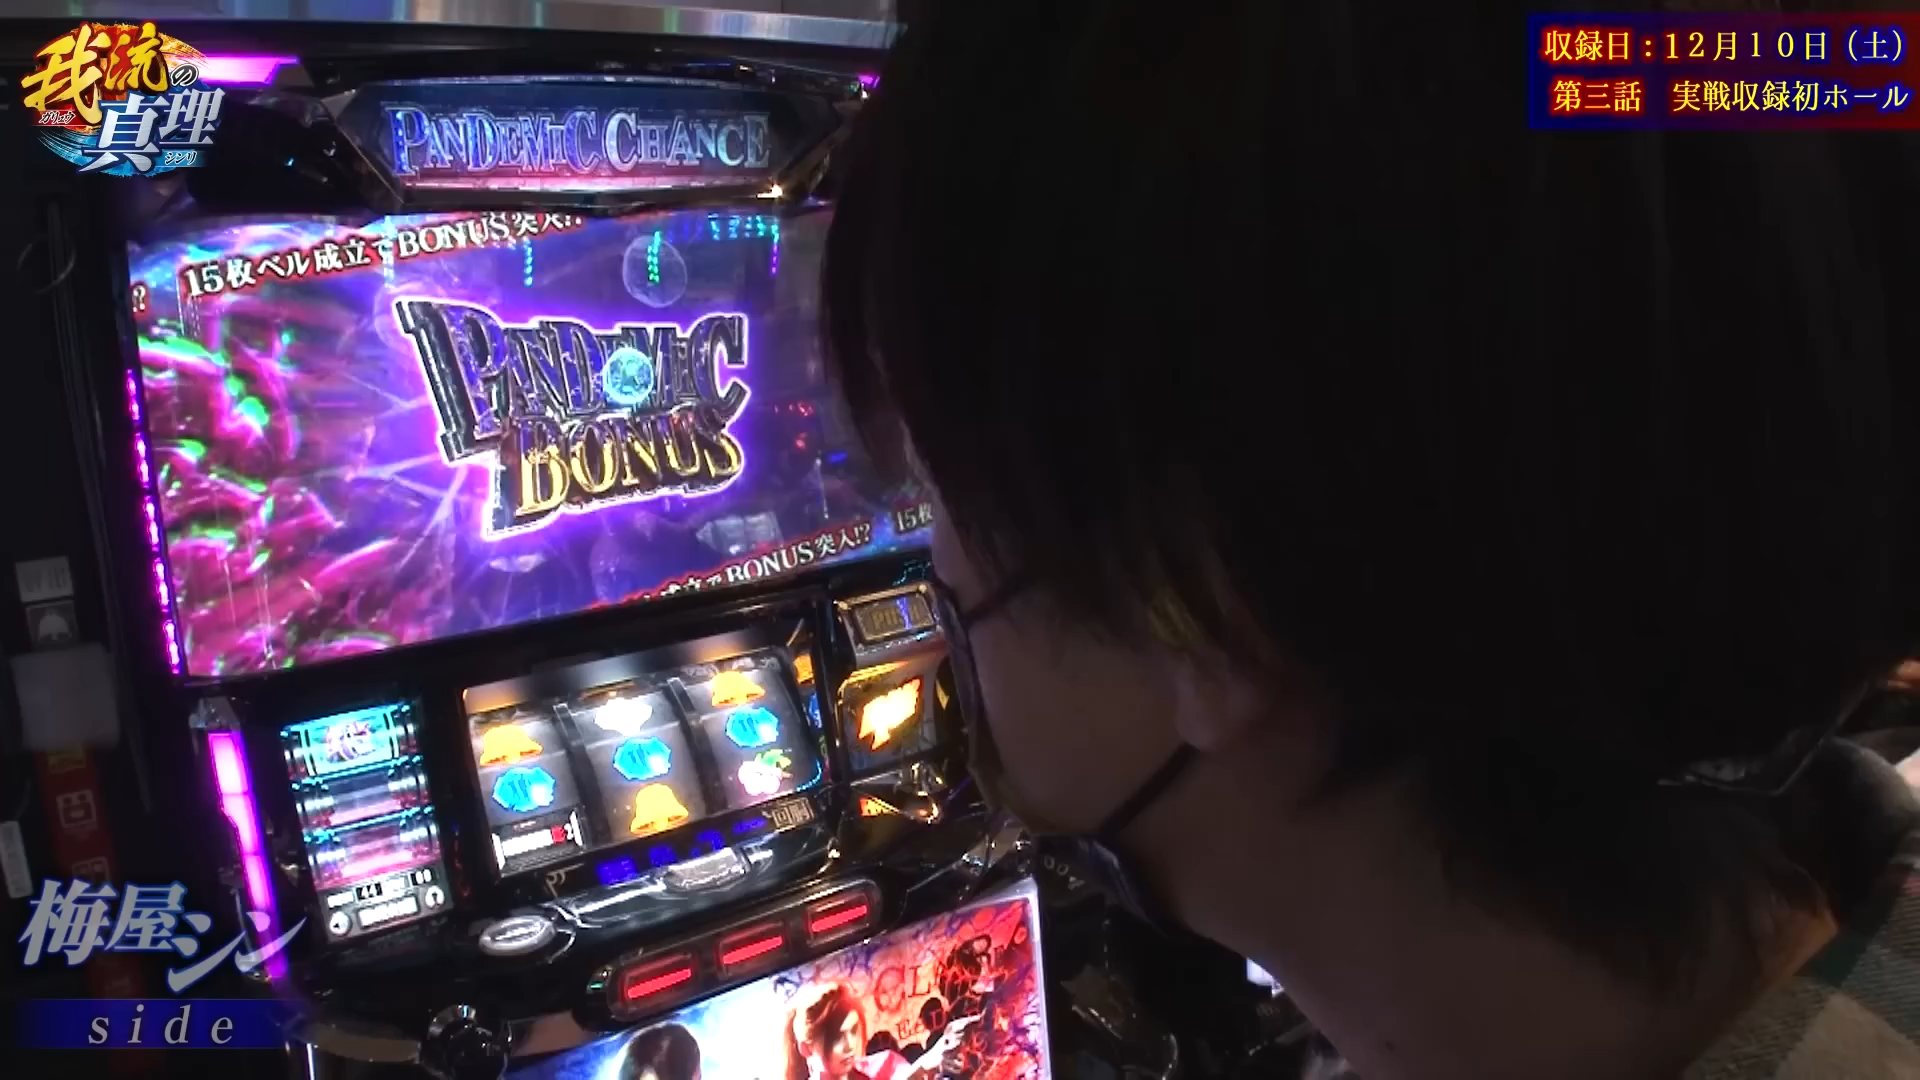 我流の
ガリュウ
真理
シンリ
収録日：１２月１０日（土）
第三話　実戦収録初ホール
PANDEMIC CHANCE
15枚ベル成立でBONUS突入!?
PANDEMIC
BONUS
BONUS突入!? 15枚
PUSH
梅屋シン
side